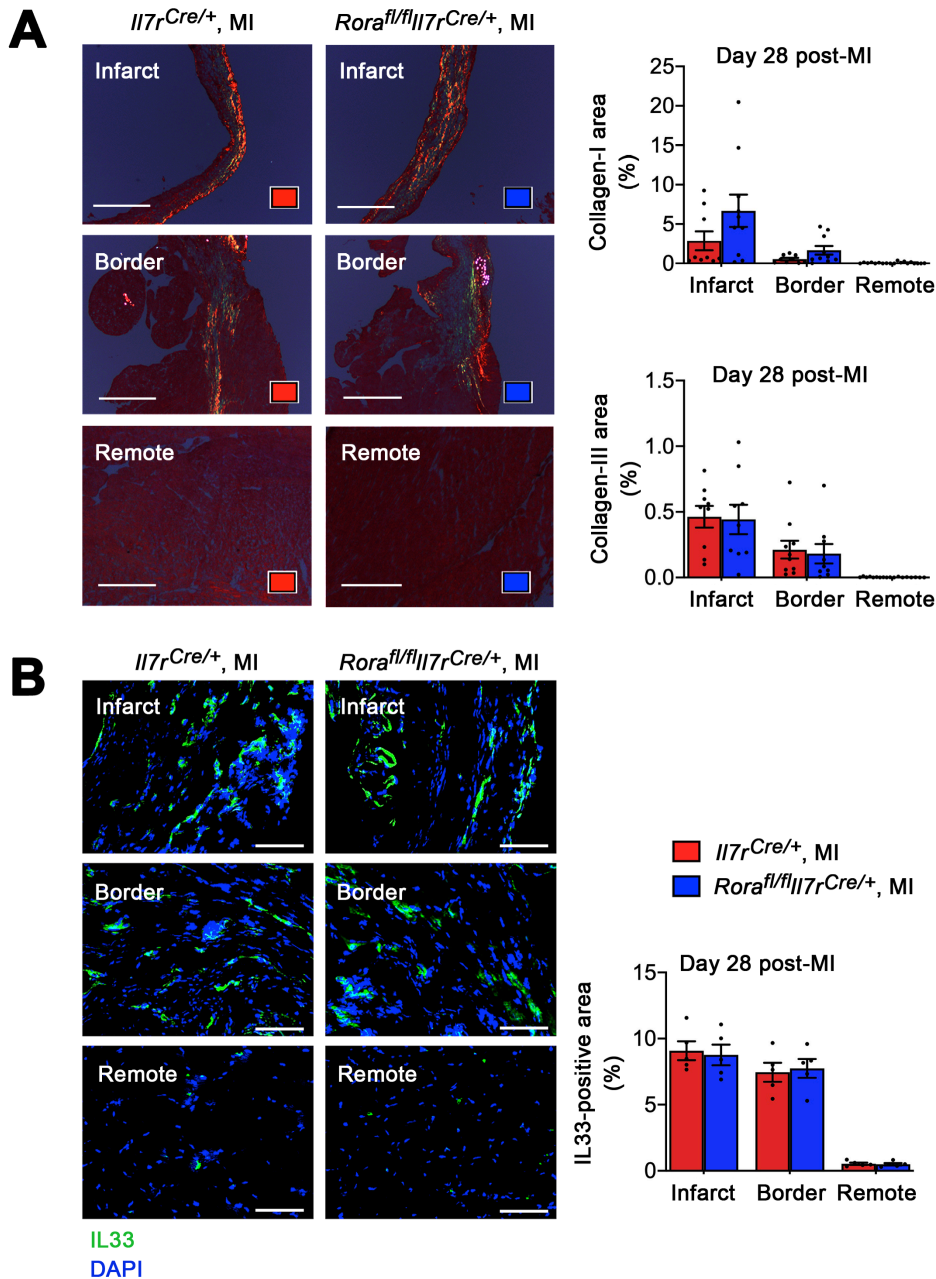 A
Il7rCre/+, MI
Rorafl/flIl7rCre/+, MI
Infarct
Infarct
Border
Border
Remote
Remote
Day 28 post-MI
Collagen-I area
(%)
25
20
15
10
5
0
Infarct Border Remote
Day 28 post-MI
Collagen-III area
(%)
1.5
1.0
0.5
0.0
Infarct Border Remote
B
Il7rCre/+, MI
Rorafl/flIl7rCre/+, MI
Infarct
Infarct
Border
Border
Remote
Remote
IL33
DAPI
Il7rCre/+, MI
Rorafl/flIl7rCre/+, MI
Day 28 post-MI
IL33-positive area
(%)
15
10
5
0
Infarct Border Remote